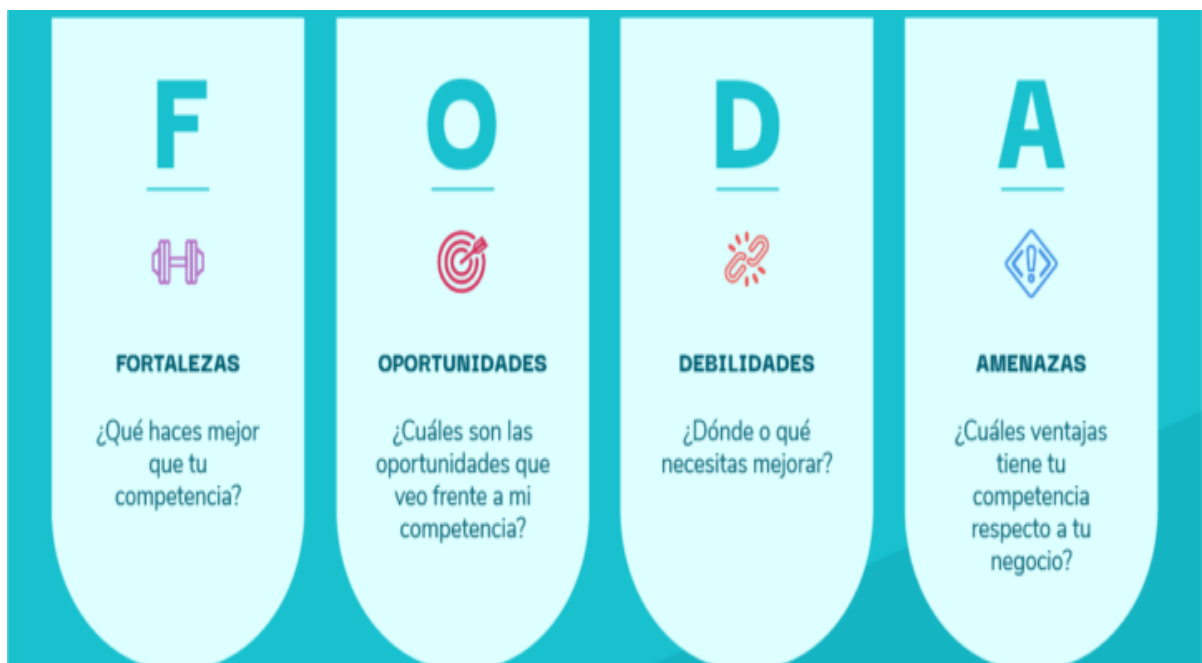 F
FORTALEZAS
¿Qué haces mejor
que tu
competencia?
O
OPORTUNIDADES
¿Cuáles son las
oportunidades que
veo frente a mi
competencia?
D
DEBILIDADES
¿Dónde o qué
necesitas mejorar?
A
AMENAZAS
¿Cuáles ventajas
tiene tu
competencia
respecto a tu
negocio?